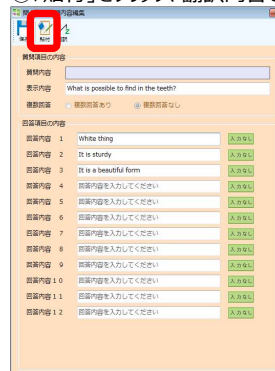 貼付
質問項目の内容
質問内容
表示内容 What is possible to find in the teeth?
複数回答 複数回答あり 複数回答なし
回答項目の内容
回答内容 1 White thing 入力なし
回答内容 2 It is sturdy 入力なし
回答内容 3 It is a beautiful form 入力なし
回答内容 4 回答内容を入力してください 入力なし
回答内容 5 回答内容を入力してください 入力なし
回答内容 6 回答内容を入力してください 入力なし
回答内容 7 回答内容を入力してください 入力なし
回答内容 8 回答内容を入力してください 入力なし
回答内容 9 回答内容を入力してください 入力なし
回答内容 1 0 回答内容を入力してください 入力なし
回答内容 1 1 回答内容を入力してください 入力なし
回答内容 1 2 回答内容を入力してください 入力なし